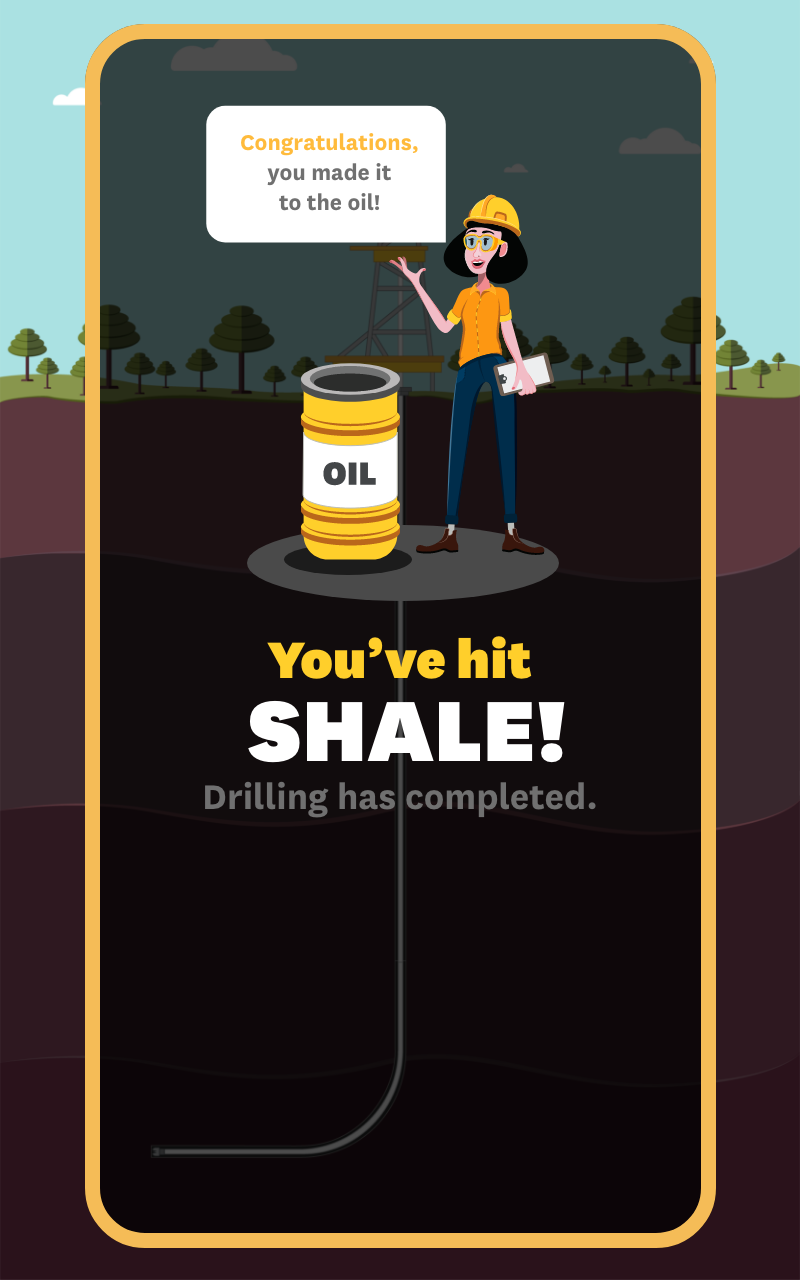 Congratulations,
you made it
to the oil!
OIL
You’ve hit
SHALE!
Drilling has completed.